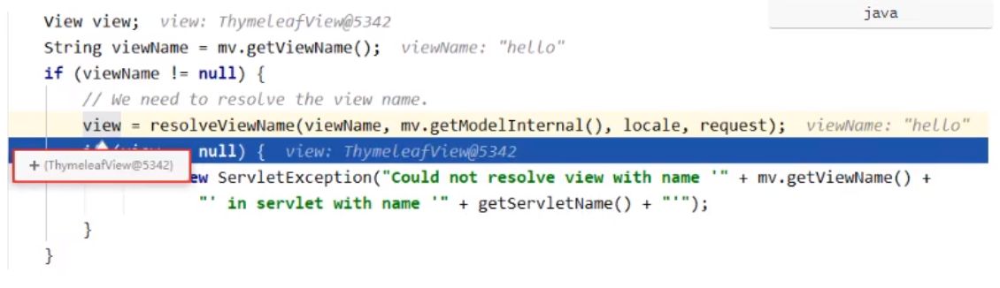 java
View view;  view: ThymeleafView@5342
String viewName = mv.getViewName();  viewName: "hello"
if (viewName != null) {
// We need to resolve the view name.
view = resolveViewName(viewName, mv.getModelInternal(), locale, request);  viewName: "hello"
null) {  view: ThymeleafView@5342
+ {ThymeleafView@5342}
ew ServletException("Could not resolve view with name '" + mv.getViewName() +
"' in servlet with name '" + getServletName() + "'");
}
}